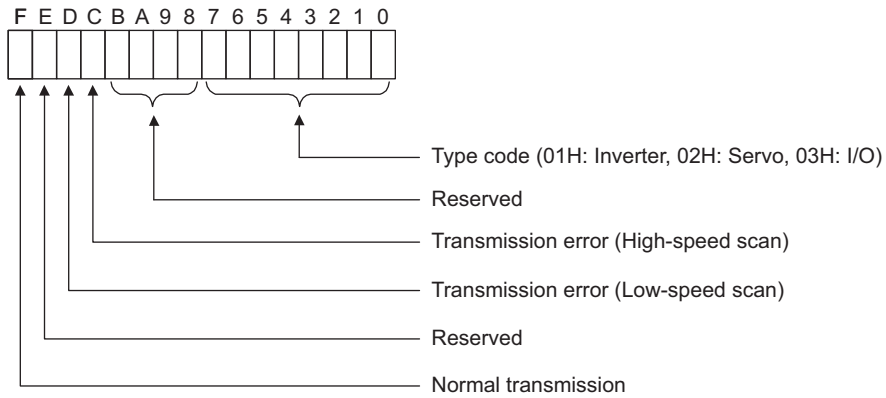 F E D C B A 9 8 7 6 5 4 3 2 1 0
Type code (01H: Inverter, 02H: Servo, 03H: I/O)
Reserved
Transmission error (High-speed scan)
Transmission error (Low-speed scan)
Reserved
Normal transmission